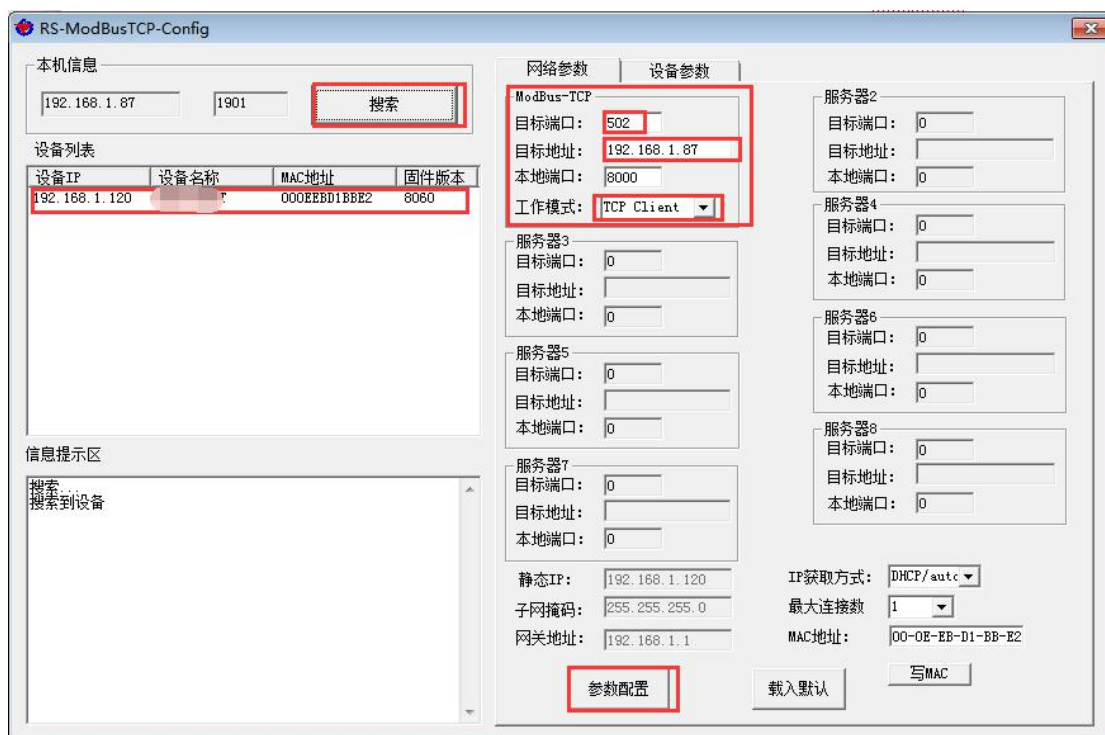 RS-ModBusTCP-Config
本机信息
192.168.1.87 1901 搜索
设备列表
设备IP 设备名称 MAC地址 固件版本
192.168.1.120 000EEBD1BBE2 8060
信息提示区
搜索...
搜索到设备
网络参数 设备参数
ModBus-TCP
目标端口: 502
目标地址: 192.168.1.87
本地端口: 8000
工作模式: TCP Client
服务器2
目标端口: 0
目标地址:
本地端口: 0
服务器3
目标端口: 0
目标地址:
本地端口: 0
服务器4
目标端口: 0
目标地址:
本地端口: 0
服务器5
目标端口: 0
目标地址:
本地端口: 0
服务器6
目标端口: 0
目标地址:
本地端口: 0
服务器7
目标端口: 0
目标地址:
本地端口: 0
服务器8
目标端口: 0
目标地址:
本地端口: 0
静态IP: 192.168.1.120
子网掩码: 255.255.255.0
网关地址: 192.168.1.1
IP获取方式: DHCP/autc
最大连接数 1
MAC地址: 00-0E-EB-D1-BB-E2
写MAC
参数配置 载入默认